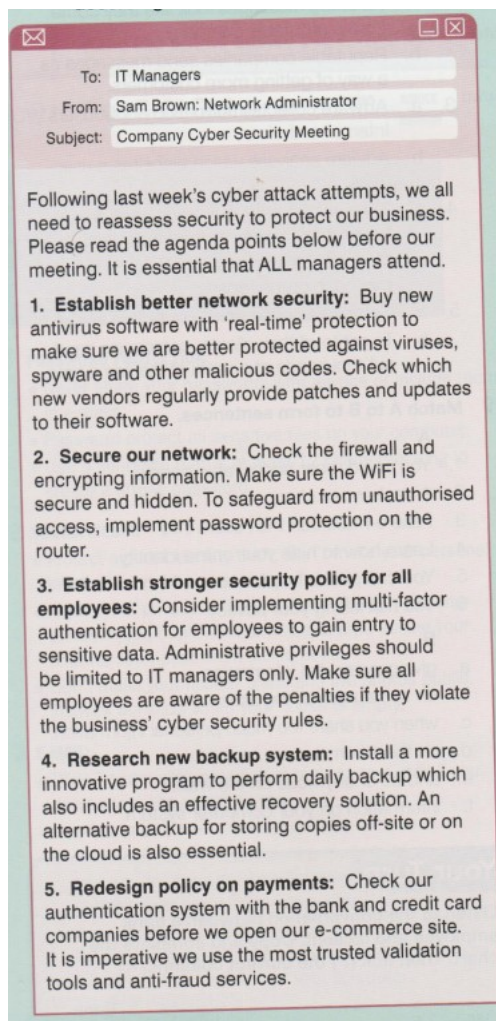 To: IT Managers
From: Sam Brown: Network Administrator
Subject: Company Cyber Security Meeting
Following last week's cyber attack attempts, we all
need to reassess security to protect our business.
Please read the agenda points below before our
meeting. It is essential that ALL managers attend.
1. Establish better network security: Buy new
antivirus software with 'real-time' protection to
make sure we are better protected against viruses,
spyware and other malicious codes. Check which
new vendors regularly provide patches and updates
to their software.
2. Secure our network: Check the firewall and
encrypting information. Make sure the WiFi is
secure and hidden. To safeguard from unauthorised
access, implement password protection on the
router.
3. Establish stronger security policy for all
employees: Consider implementing multi-factor
authentication for employees to gain entry to
sensitive data. Administrative privileges should
be limited to IT managers only. Make sure all
employees are aware of the penalties if they violate
the business' cyber security rules.
4. Research new backup system: Install a more
innovative program to perform daily backup which
also includes an effective recovery solution. An
alternative backup for storing copies off-site or on
the cloud is also essential.
5. Redesign policy on payments: Check our
authentication system with the bank and credit card
companies before we open our e-commerce site.
It is imperative we use the most trusted validation
tools and anti-fraud services.